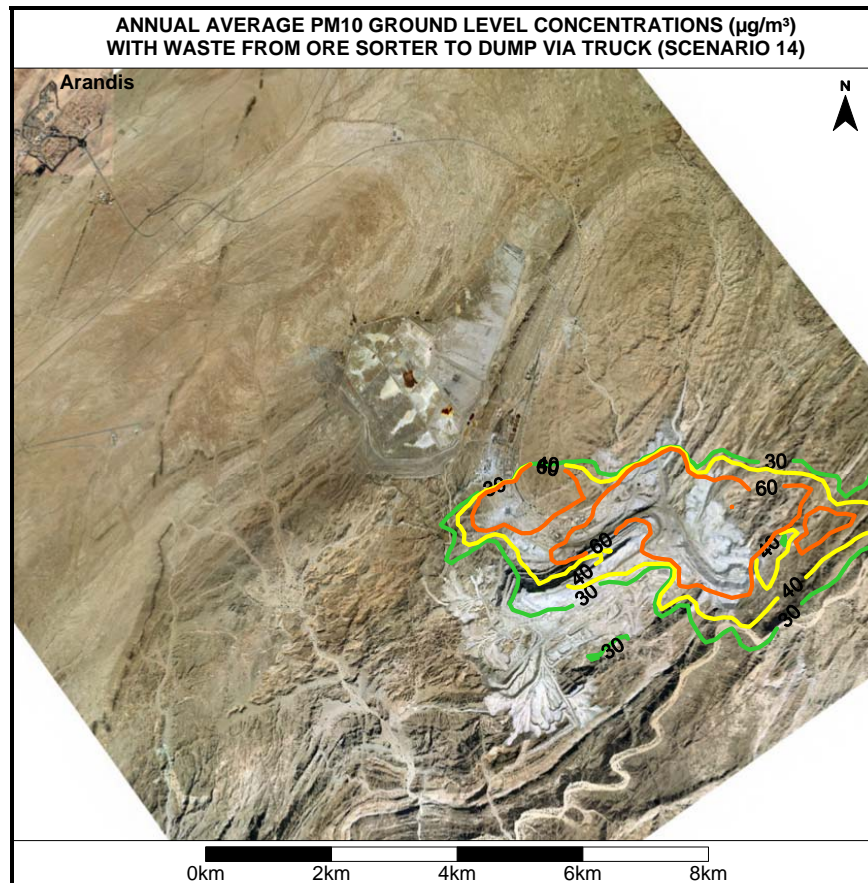 ANNUAL AVERAGE PM10 GROUND LEVEL CONCENTRATIONS (µg/m³)
WITH WASTE FROM ORE SORTER TO DUMP VIA TRUCK (SCENARIO 14)
Arandis
N
40
60
30
30
60
60
40
40
40
30
30
30
0km 2km 4km 6km 8km